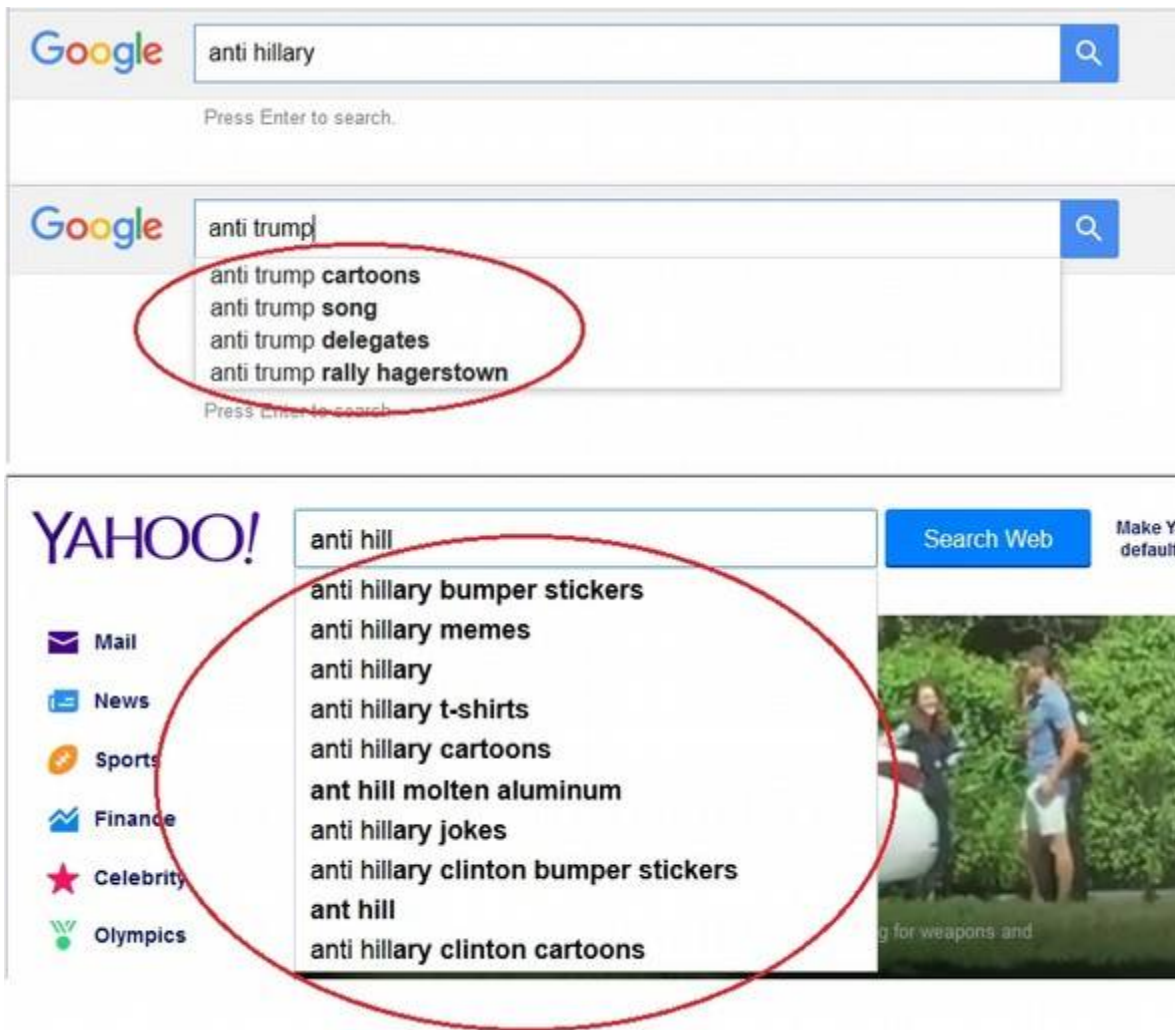 Google
anti hillary
Press Enter to search.
Google
anti trump
anti trump cartoons
anti trump song
anti trump delegates
anti trump rally hagerstown
Press Enter to search.
YAHOO!
anti hill
Search Web
Make Y
default
anti hillary bumper stickers
anti hillary memes
anti hillary
anti hillary t-shirts
anti hillary cartoons
ant hill molten aluminum
anti hillary jokes
anti hillary clinton bumper stickers
ant hill
anti hillary clinton cartoons
Mail
News
Sports
Finance
Celebrity
Olympics
g for weapons and